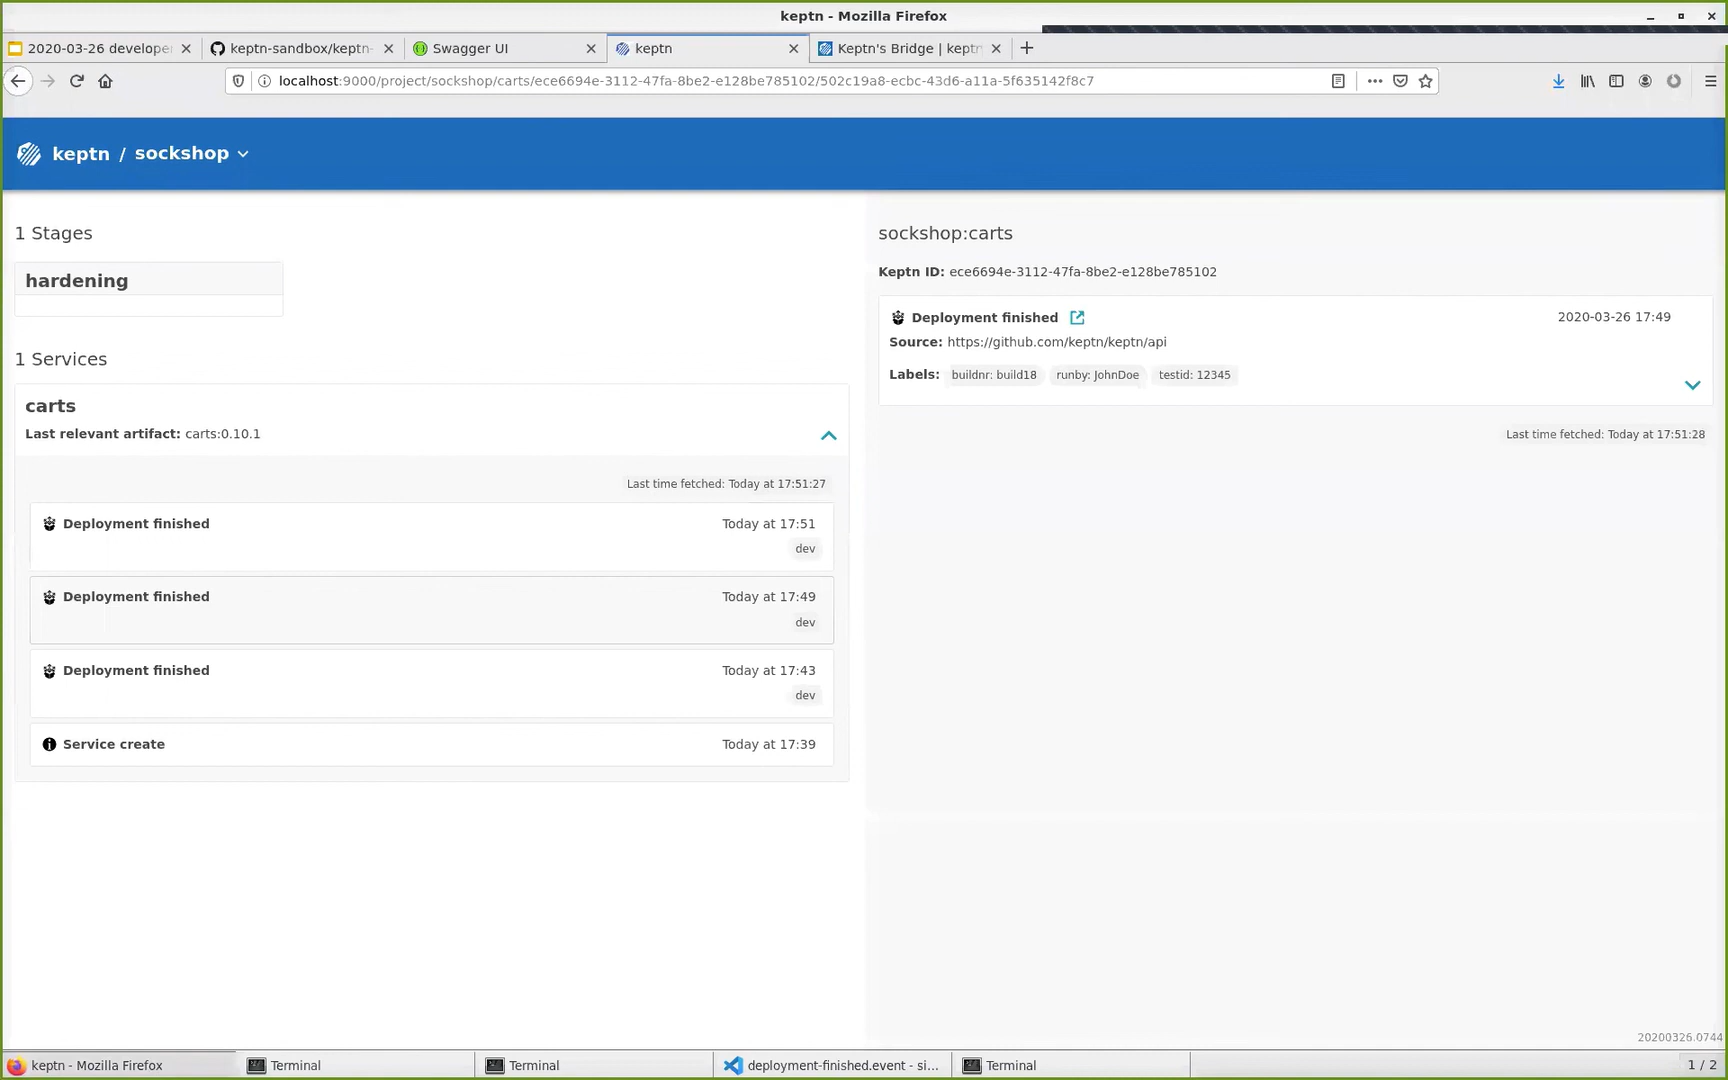 keptn - Mozilla Firefox
2020-03-26 develope
keptn-sandbox/keptn-
Swagger UI
keptn
Keptn's Bridge | keptn
localhost:9000/project/sockshop/carts/ece6694e-3112-47fa-8be2-e128be785102/502c19a8-ecbc-43d6-a11a-5f635142f8c7
keptn / sockshop
1 Stages
hardening
1 Services
carts
Last relevant artifact: carts:0.10.1
Last time fetched: Today at 17:51:27
Deployment finished Today at 17:51
dev
Deployment finished Today at 17:49
dev
Deployment finished Today at 17:43
dev
Service create Today at 17:39
sockshop:carts
Keptn ID: ece6694e-3112-47fa-8be2-e128be785102
Deployment finished 2020-03-26 17:49
Source: https://github.com/keptn/keptn/api
Labels: buildnr: build18 runby: JohnDoe testid: 12345
Last time fetched: Today at 17:51:28
20200326.0744
keptn - Mozilla Firefox
Terminal
Terminal
deployment-finished.event - si...
Terminal
1 / 2